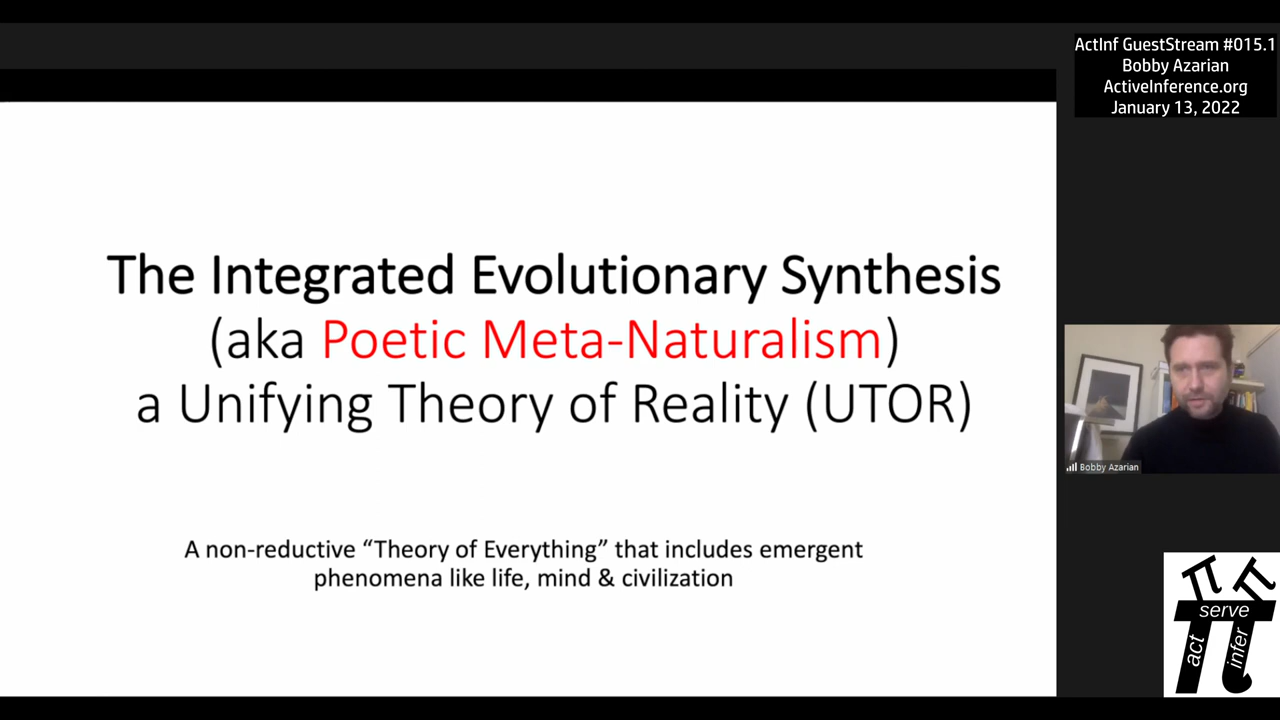 ActInf GuestStream #015.1
Bobby Azarian
ActiveInference.org
January 13, 2022
The Integrated Evolutionary Synthesis
(aka Poetic Meta-Naturalism)
a Unifying Theory of Reality (UTOR)
A non-reductive “Theory of Everything” that includes emergent
phenomena like life, mind & civilization
Bobby Azarian
π π
π
serve
act
infer